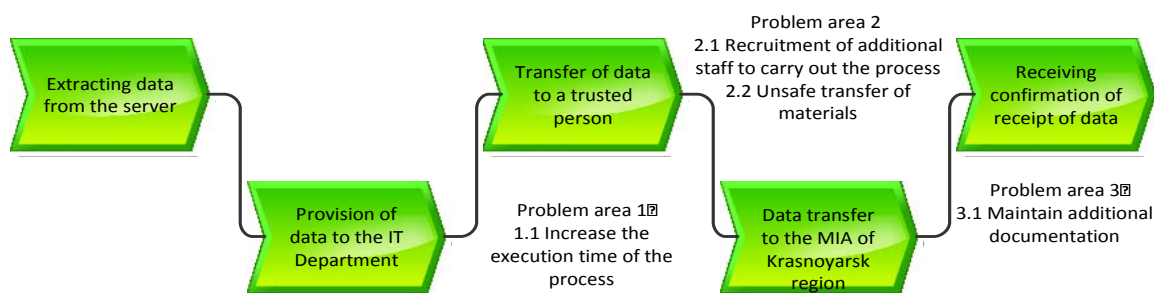 Extracting data
from the server
Provision of
data to the IT
Department
Transfer of data
to a trusted
person
Problem area 1
1.1 Increase the
execution time of the
process
Problem area 2
2.1 Recruitment of additional
staff to carry out the process
2.2 Unsafe transfer of
materials
Data transfer
to the MIA of
Krasnoyarsk
region
Receiving
confirmation of
receipt of data
Problem area 3
3.1 Maintain additional
documentation